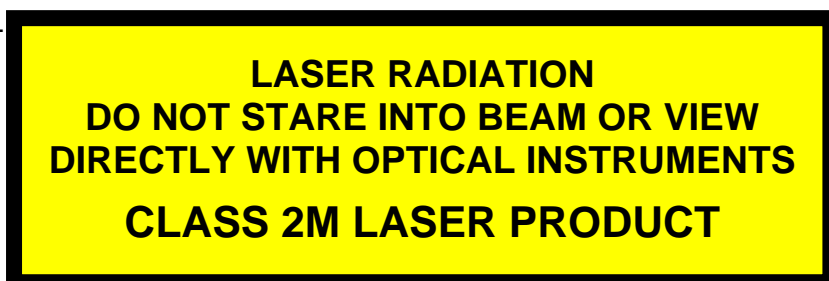 LASER RADIATION
DO NOT STARE INTO BEAM OR VIEW
DIRECTLY WITH OPTICAL INSTRUMENTS
CLASS 2M LASER PRODUCT